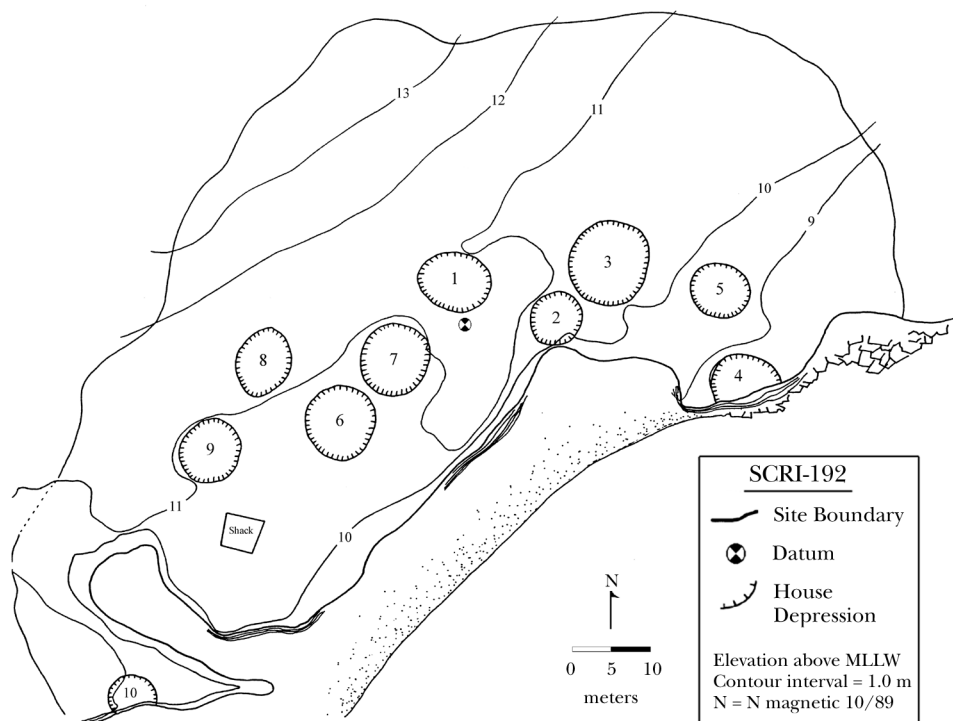 13
12
11
10
9
3
1
5
2
7
8
4
6
9
11
Shack
10
10
N
0 5 10
meters
SCRI-192
Site Boundary
Datum
House
Depression
Elevation above MLLW
Contour interval = 1.0 m
N = N magnetic 10/89